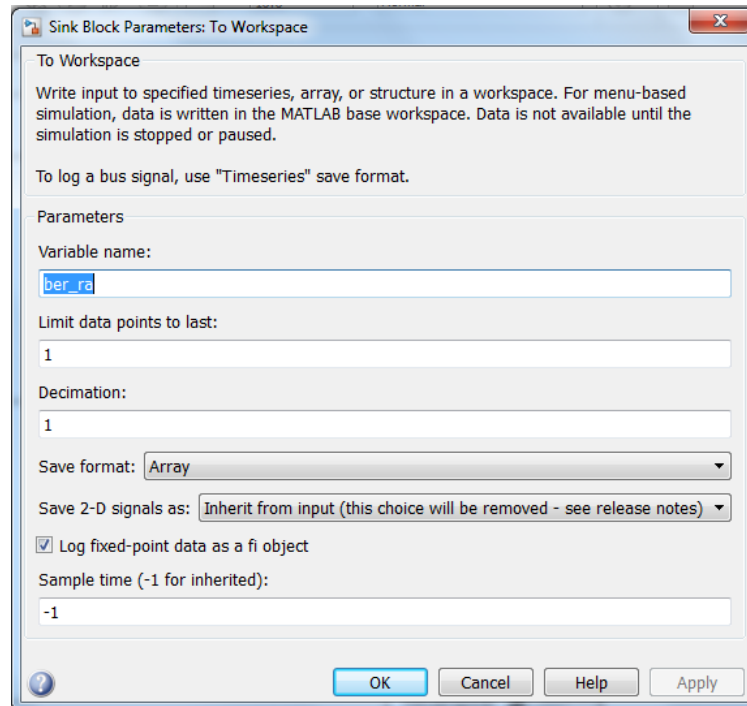 Sink Block Parameters: To Workspace
To Workspace
Write input to specified timeseries, array, or structure in a workspace. For menu-based
simulation, data is written in the MATLAB base workspace. Data is not available until the
simulation is stopped or paused.
To log a bus signal, use "Timeseries" save format.
Parameters
Variable name:
ber_ra
Limit data points to last:
1
Decimation:
1
Save format: Array
Save 2-D signals as: Inherit from input (this choice will be removed - see release notes)
Log fixed-point data as a fi object
Sample time (-1 for inherited):
-1
OK Cancel Help Apply